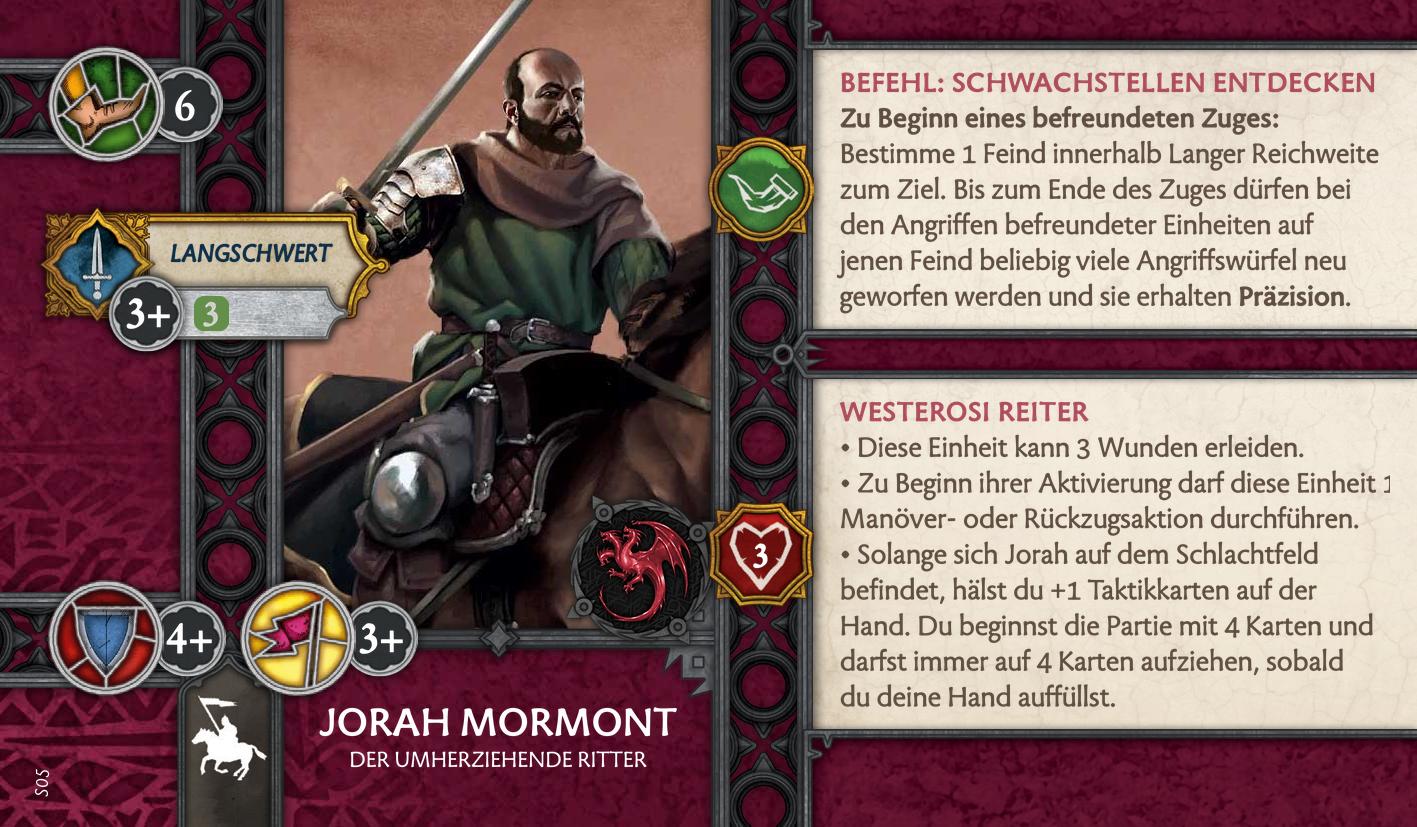 6
LANGSCHWERT
3+ 3
4+ 3+
JORAH MORMONT
DER UMHERZIEHENDE RITTER
S05
3
BEFEHL: SCHWACHSTELLEN ENTDECKEN
Zu Beginn eines befreundeten Zuges:
Bestimme 1 Feind innerhalb Langer Reichweite
zum Ziel. Bis zum Ende des Zuges dürfen bei
den Angriffen befreundeter Einheiten auf
jenen Feind beliebig viele Angriffswürfel neu
geworfen werden und sie erhalten Präzision.
WESTEROSI REITER
• Diese Einheit kann 3 Wunden erleiden.
• Zu Beginn ihrer Aktivierung darf diese Einheit 1
Manöver- oder Rückzugsaktion durchführen.
• Solange sich Jorah auf dem Schlachtfeld
befindet, hälst du +1 Taktikkarten auf der
Hand. Du beginnst die Partie mit 4 Karten und
darfst immer auf 4 Karten aufziehen, sobald
du deine Hand auffüllst.